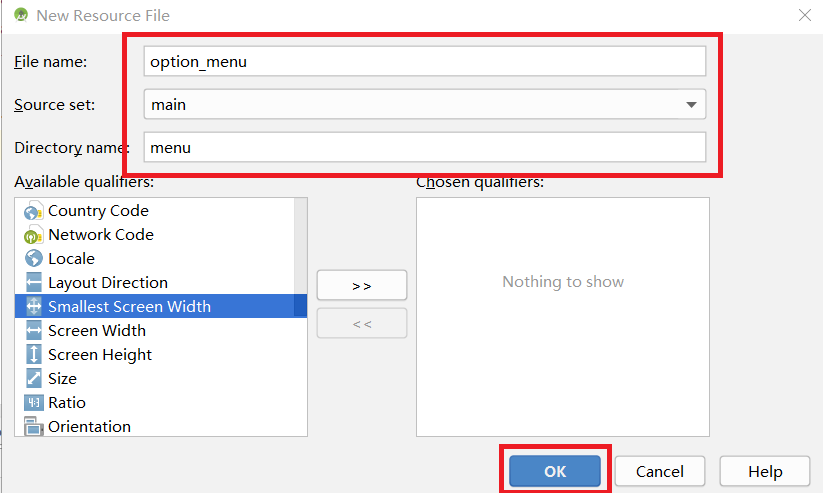 New Resource File
File name: option_menu
Source set: main
Directory name: menu
Available qualifiers: Chosen qualifiers:
Country Code
Network Code
Locale
Layout Direction
Smallest Screen Width
Screen Width
Screen Height
Size
Ratio
Orientation
>>
<<
Nothing to show
OK Cancel Help